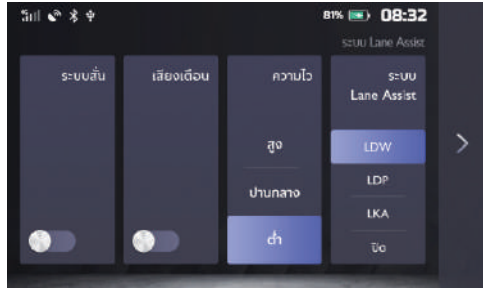 81% 08:32
ระบบ Lane Assist
ระบบสั่น
เสียงเตือน
ความไว
สูง
ปานกลาง
ต่ำ
ระบบ
Lane Assist
LDW
LDP
LKA
ปิด